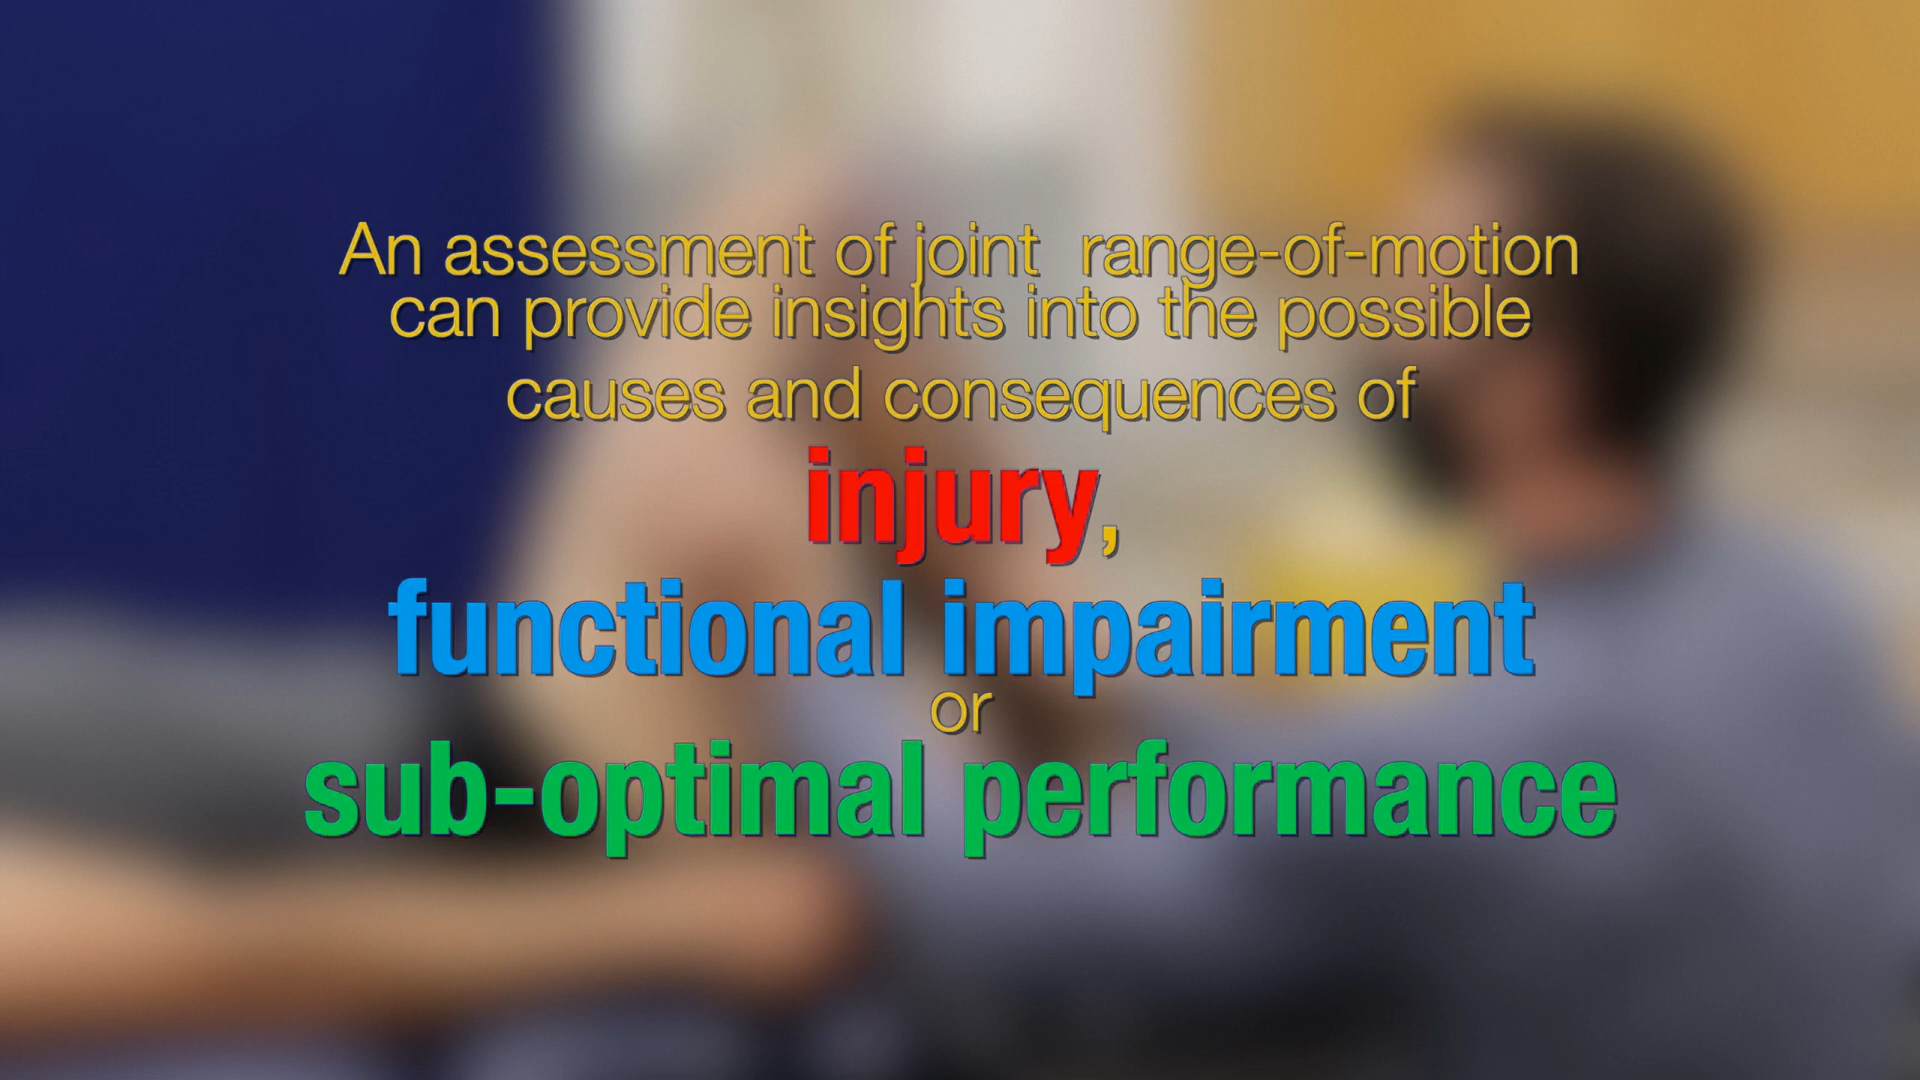 An assessment of joint  range-of-motion
can provide insights into the possible
causes and consequences of
injury,
functional impairment
or
sub-optimal performance